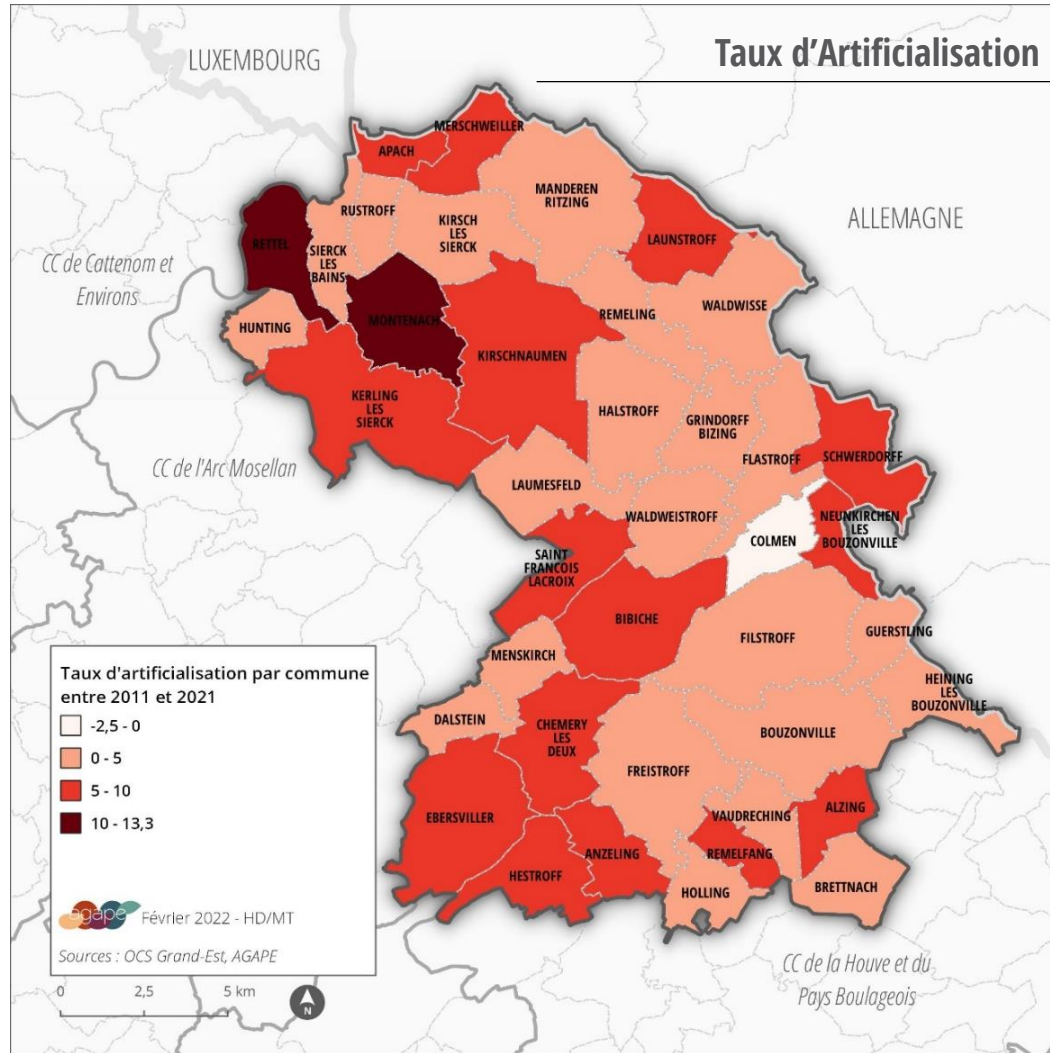 Taux d'Artificialisation
LUXEMBOURG
ALLEMAGNE
CC de Cattenom et
Environs
CC de l'Arc Mosellan
CC de la Houve et du
Pays Boulageois
MERSCHWEILLER
APACH
MANDEREN
RITZING
RUSTROFF
KIRSCH
LES
SIERCK
LAUNSTROFF
RETTEL
SIERCK
LES
BAINS
WALDWISSE
REMELING
HUNTING
MONTENACH
KIRSCHNAUMEN
KERLING
LES
SIERCK
HALSTROFF
GRINDORFF
BIZING
FLASTROFF
SCHWERDORFF
LAUMESFELD
WALDWEISTROFF
COLMEN
NEUNKIRCHEN
LES
BOUZONVILLE
SAINT
FRANCOIS
LACROIX
BIBICHE
FILSTROFF
GUERSTLING
MENSKIRCH
HEINING
LES
BOUZONVILLE
DALSTEIN
CHEMERY
LES
DEUX
BOUZONVILLE
FREISTROFF
EBERSVILLER
VAUDRECHING
ALZING
ANZELING
REMELFANG
HESTROFF
HOLLING
BRETTNACH
Taux d'artificialisation par commune
entre 2011 et 2021
-2,5 - 0
0 - 5
5 - 10
10 - 13,3
agape
Février 2022 - HD/MT
Sources : OCS Grand-Est, AGAPE
0 2,5 5 km
N